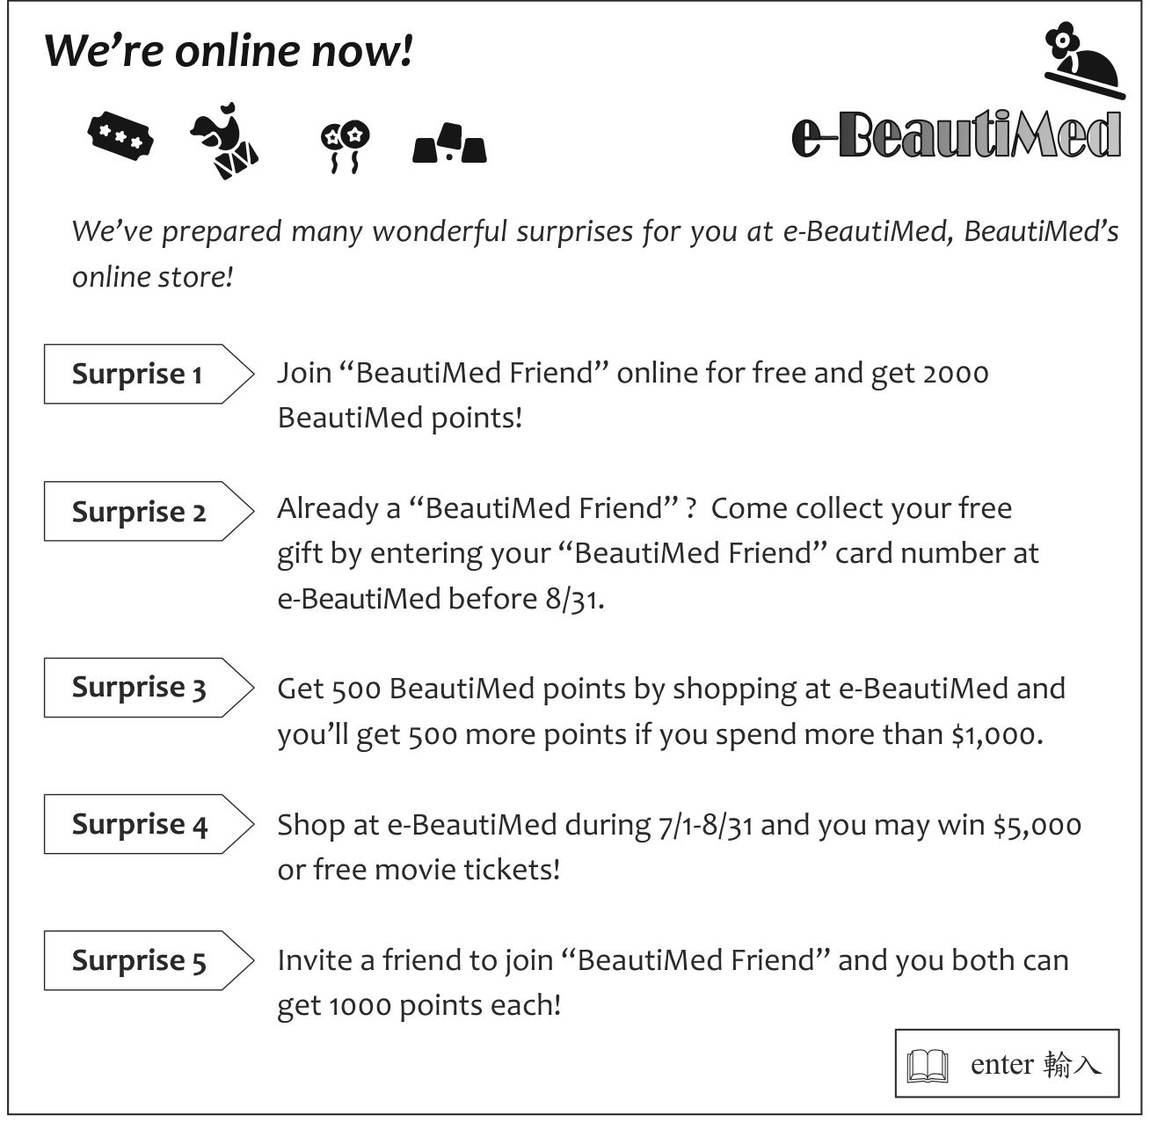 We're online now!
e-BeautiMed
We've prepared many wonderful surprises for you at e-BeautiMed, BeautiMed's
online store!
Surprise 1
Join “BeautiMed Friend” online for free and get 2000
BeautiMed points!
Surprise 2
Already a “BeautiMed Friend” ? Come collect your free
gift by entering your “BeautiMed Friend” card number at
e-BeautiMed before 8/31.
Surprise 3
Get 500 BeautiMed points by shopping at e-BeautiMed and
you'll get 500 more points if you spend more than $1,000.
Surprise 4
Shop at e-BeautiMed during 7/1-8/31 and you may win $5,000
or free movie tickets!
Surprise 5
Invite a friend to join “BeautiMed Friend” and you both can
get 1000 points each!
enter 輸入